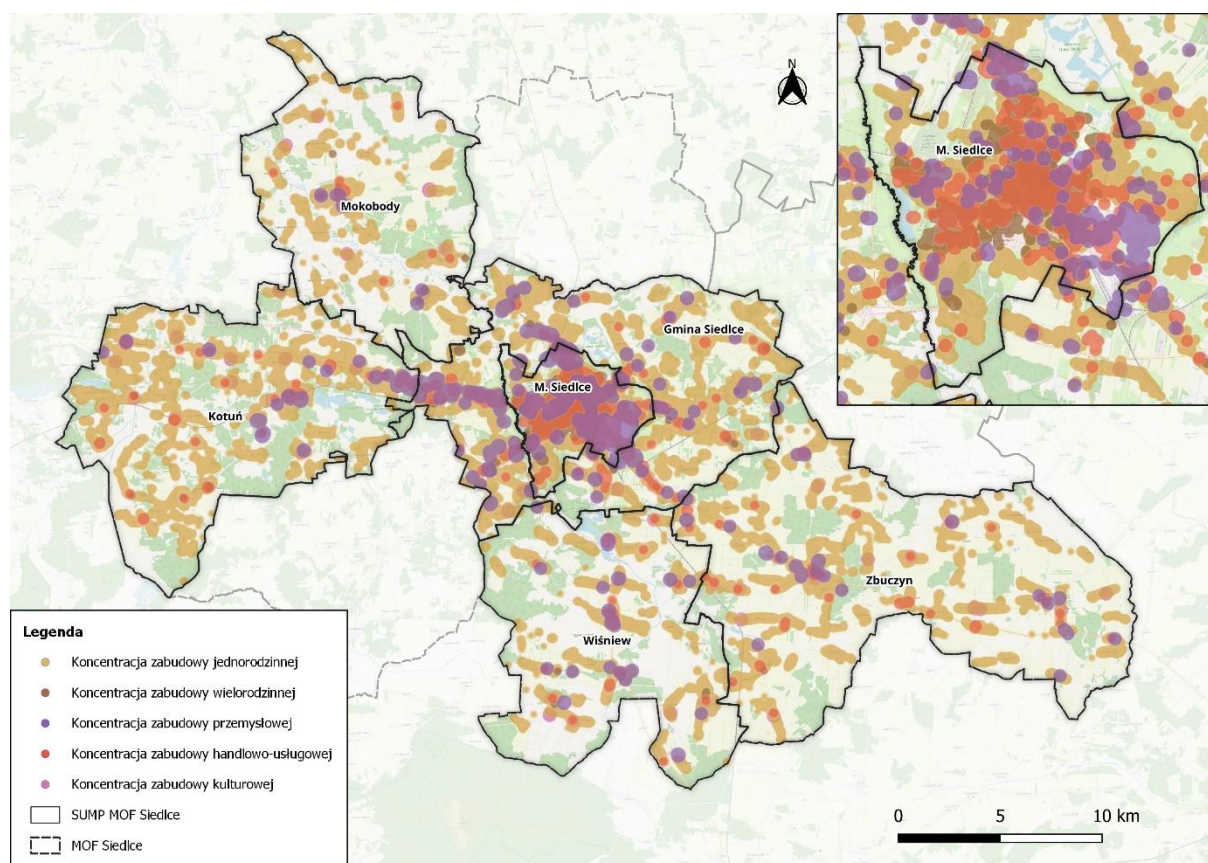 N
M. Siedlce
Mokobody
Gmina Siedlce
M. Siedlce
Kotuń
Zbuczyn
Wiśniew
Legenda
Koncentracja zabudowy jednorodzinnej
Koncentracja zabudowy wielorodzinnej
Koncentracja zabudowy przemysłowej
Koncentracja zabudowy handlowo-usługowej
Koncentracja zabudowy kulturowej
SUMP MOF Siedlce
MOF Siedlce
0 5 10 km